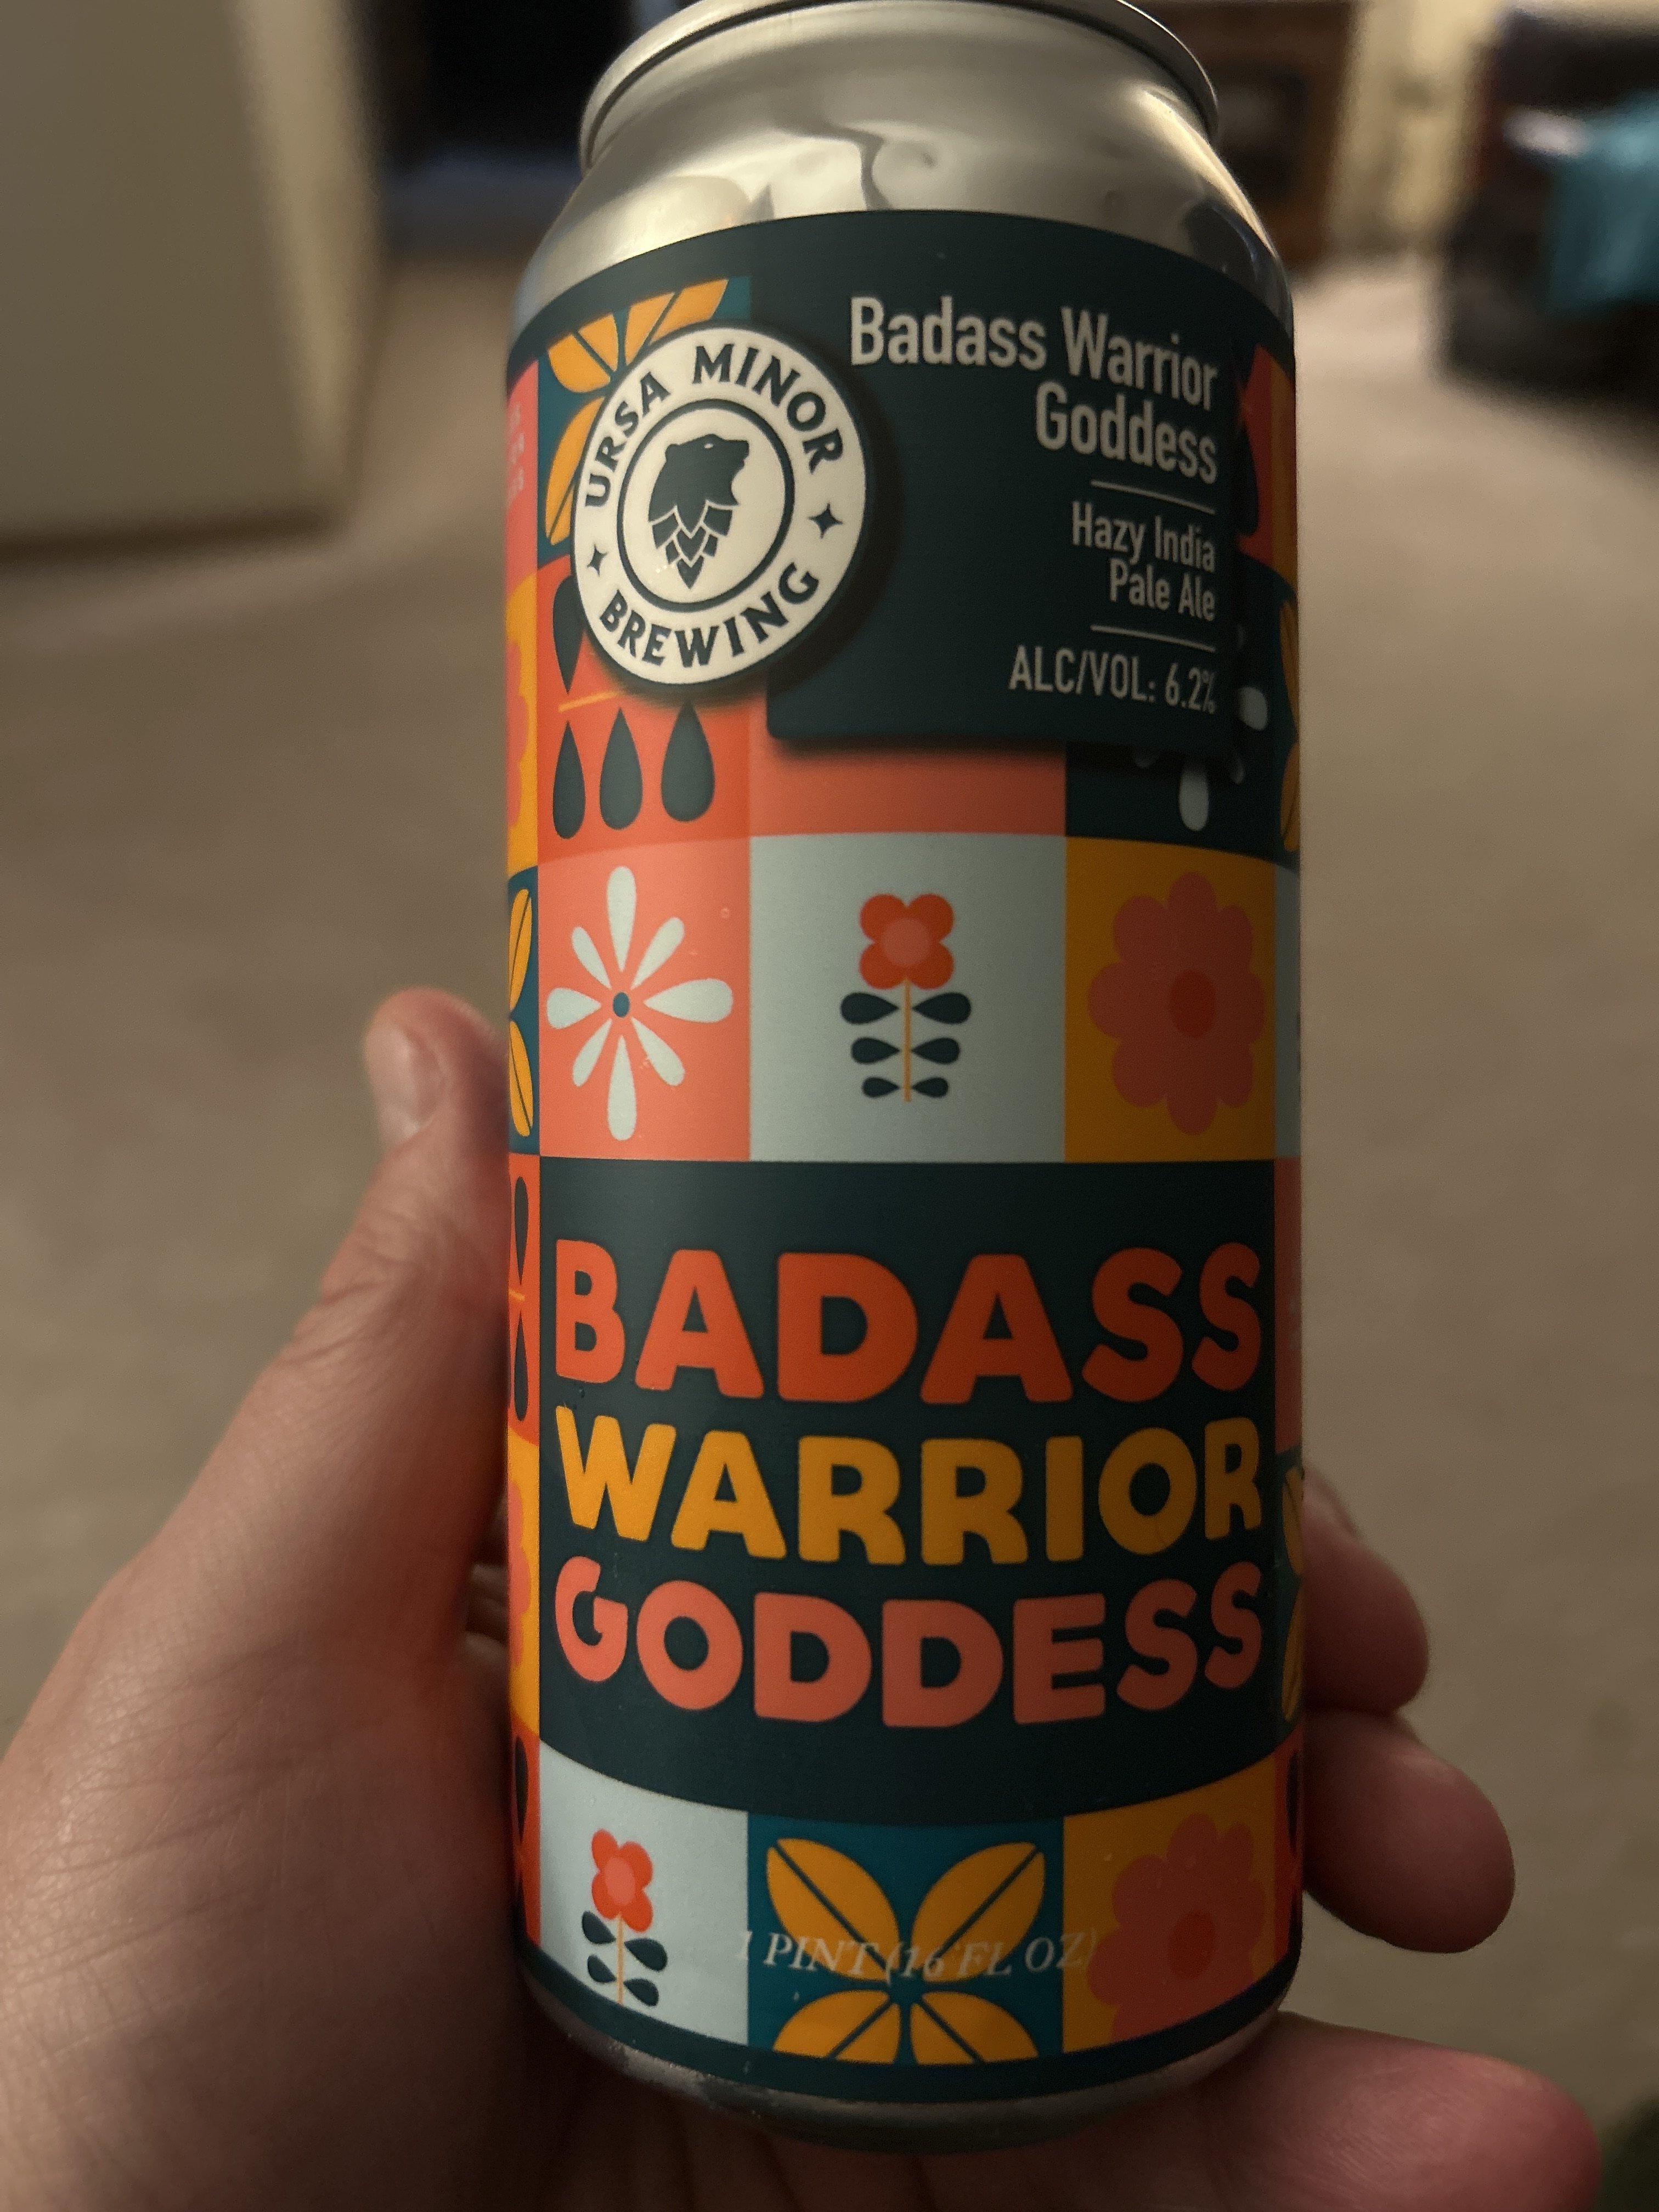 URSA MINOR
BREWING
Badass Warrior
Goddess
Hazy India
Pale Ale
ALC/VOL: 6.2%
BADASS
WARRIOR
GODDESS
1 PINT (16 FL OZ)